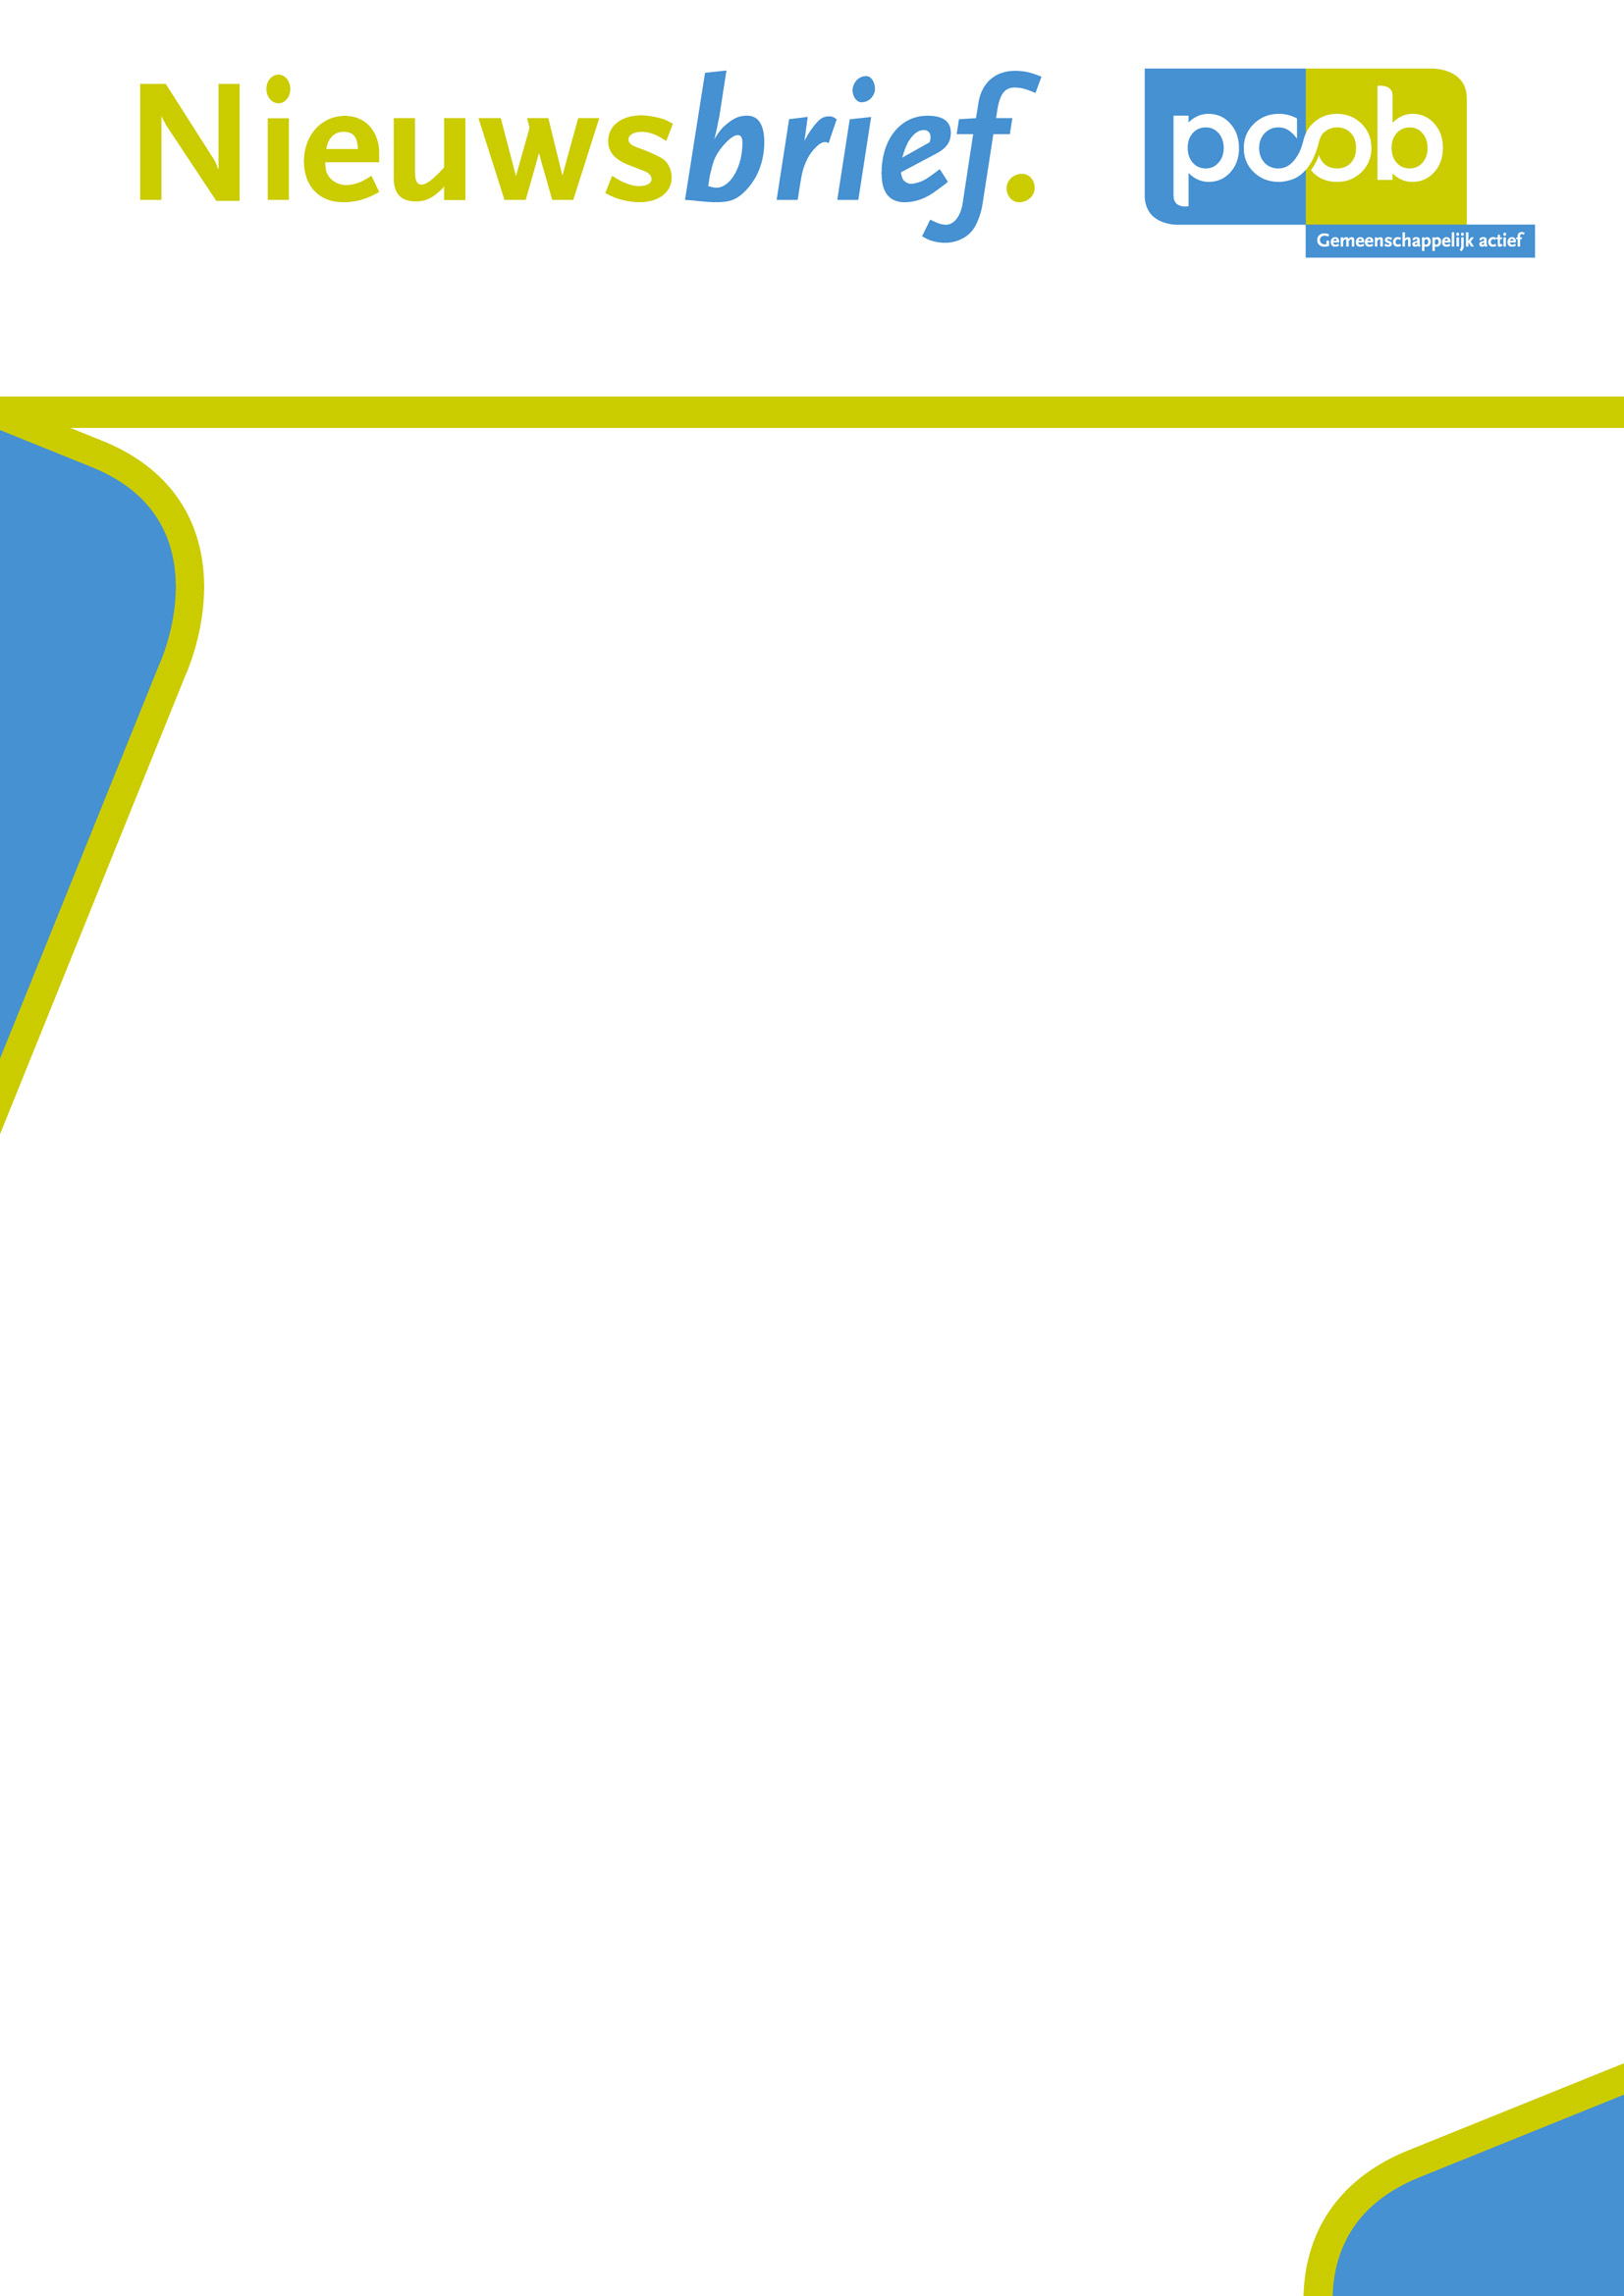 Nieuwsbrief.
pcob
Gemeenschappelijk actief